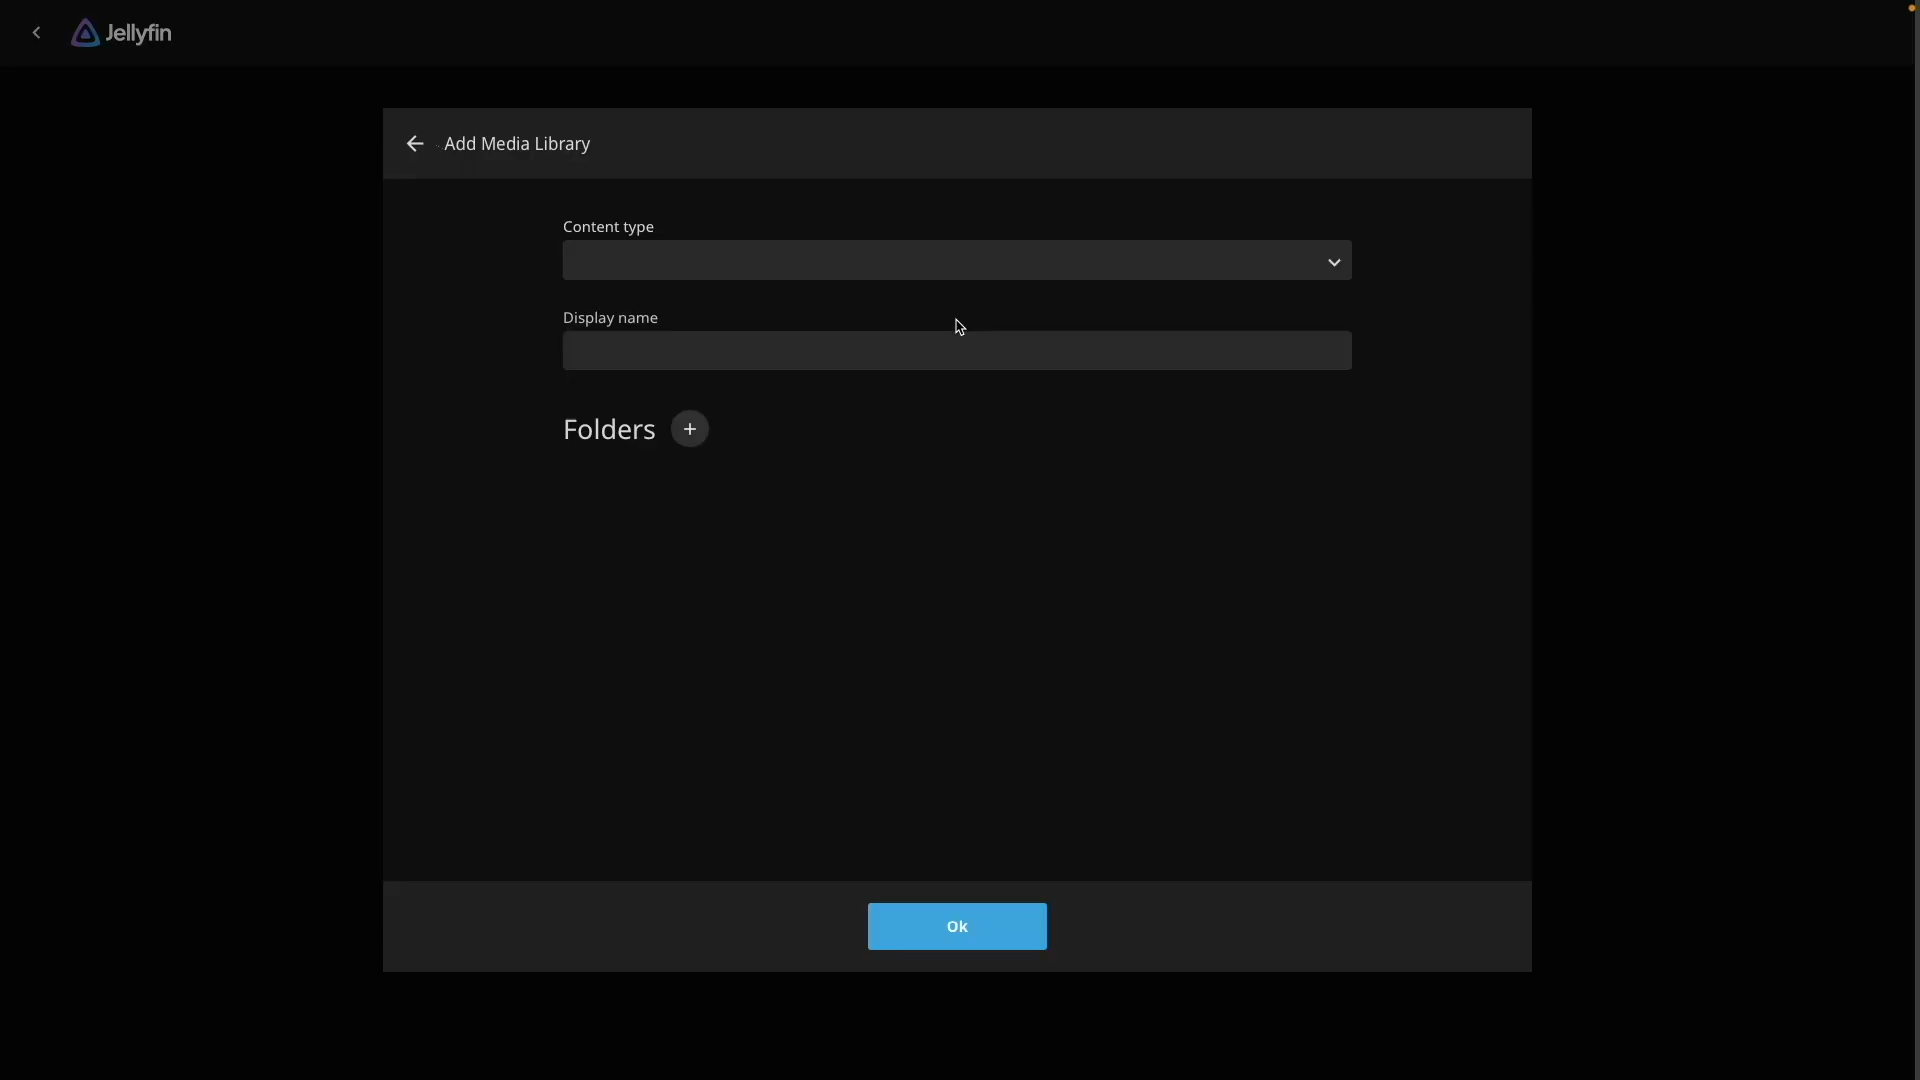 Jellyfin
Add Media Library
Content type
Display name
Folders
Ok